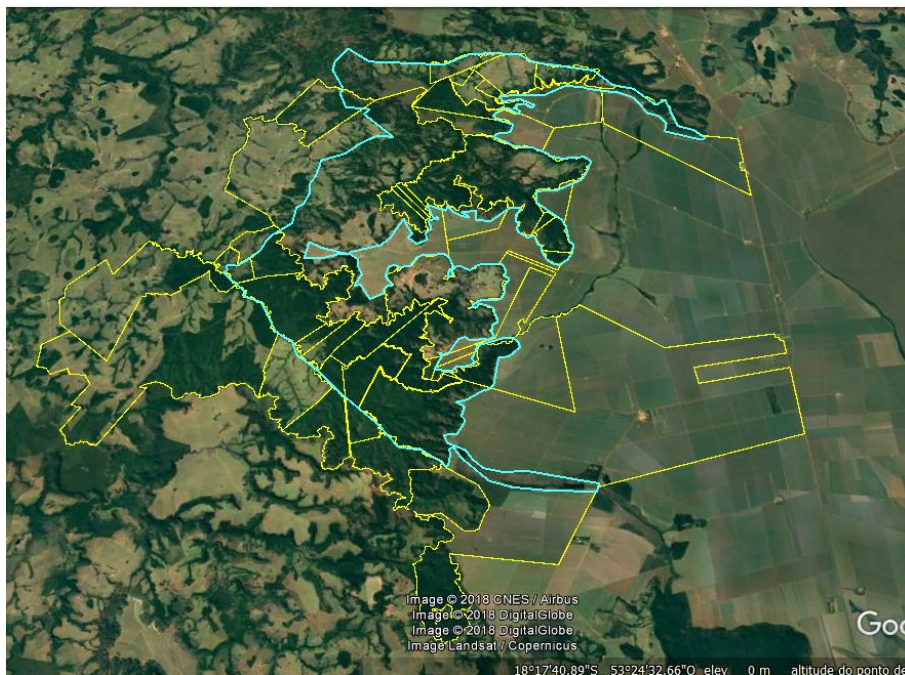 Image © 2018 CNES / Airbus
Image © 2018 DigitalGlobe
Image © 2018 DigitalGlobe
Image Landsat / Copernicus
Goo
18°17'40.89"S 53°24'32.66"O elev 0 m altitude do ponto de